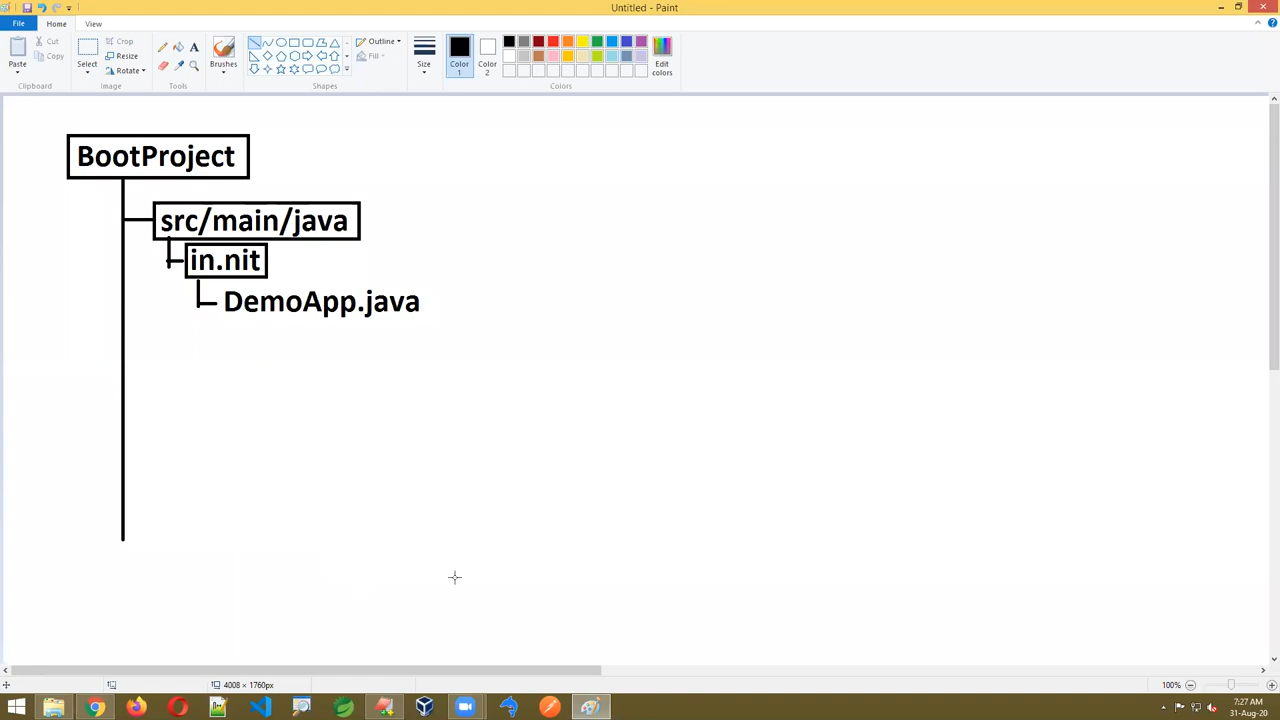 Untitled - Paint
File
Home
View
Paste
Cut
Copy
Clipboard
Select
Crop
Resize
Rotate
Image
A
Tools
Brushes
Outline
Fill
Shapes
Size
Color 1
Color 2
Edit colors
Colors
BootProject
src/main/java
in.nit
DemoApp.java
4008 × 1760px
100%
7:27 AM
31-Aug-20